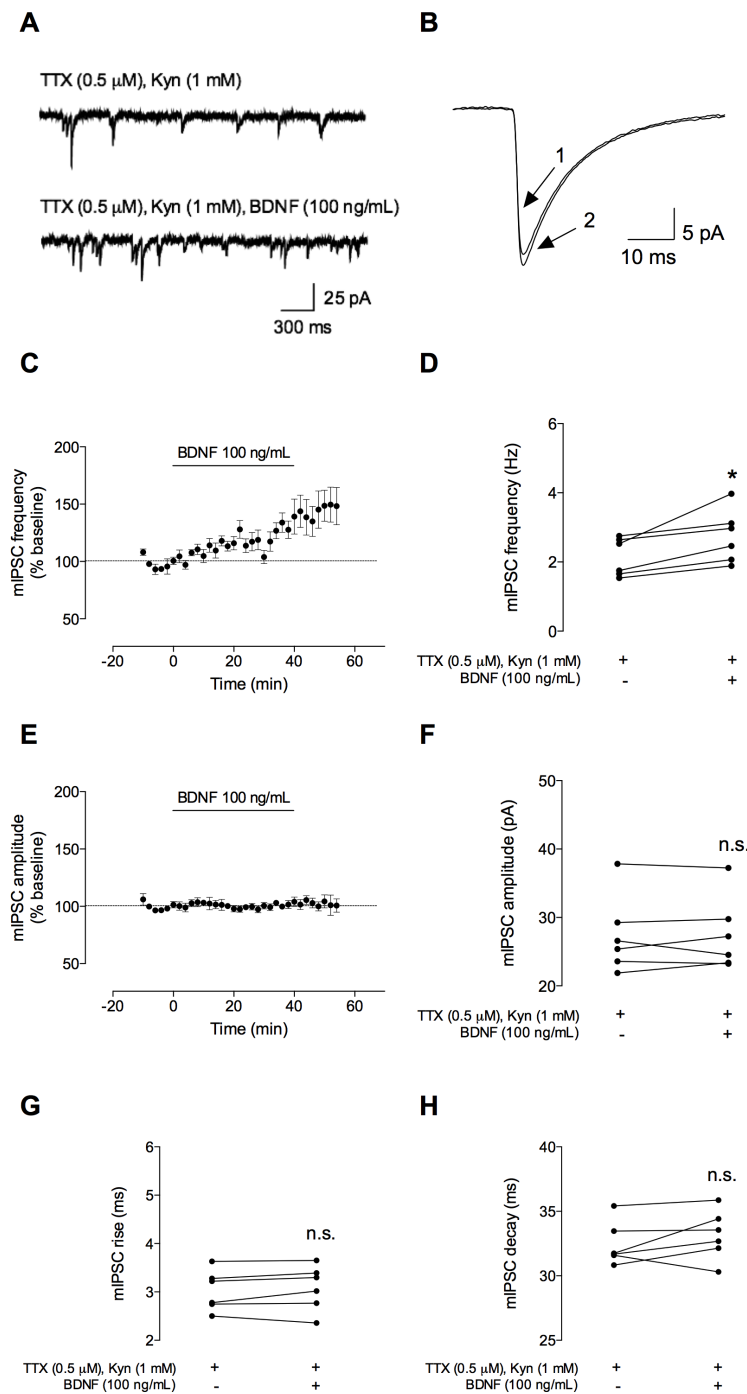 A
TTX (0.5 μM), Kyn (1 mM)
TTX (0.5 μM), Kyn (1 mM), BDNF (100 ng/mL)
25 pA
300 ms
B
1
2
5 pA
10 ms
C
mIPSC frequency
(% baseline)
200
150
100
50
BDNF 100 ng/mL
-20 0 20 40 60
Time (min)
D
mIPSC frequency (Hz)
6
4
2
0
*
TTX (0.5 μM), Kyn (1 mM) + +
BDNF (100 ng/mL) - +
E
mIPSC amplitude
(% baseline)
200
150
100
50
BDNF 100 ng/mL
-20 0 20 40 60
Time (min)
F
mIPSC amplitude (pA)
50
40
30
20
n.s.
TTX (0.5 μM), Kyn (1 mM) + +
BDNF (100 ng/mL) - +
G
mIPSC rise (ms)
6
5
4
3
2
n.s.
TTX (0.5 μM), Kyn (1 mM) + +
BDNF (100 ng/mL) - +
H
mIPSC decay (ms)
40
35
30
25
n.s.
TTX (0.5 μM), Kyn (1 mM) + +
BDNF (100 ng/mL) - +